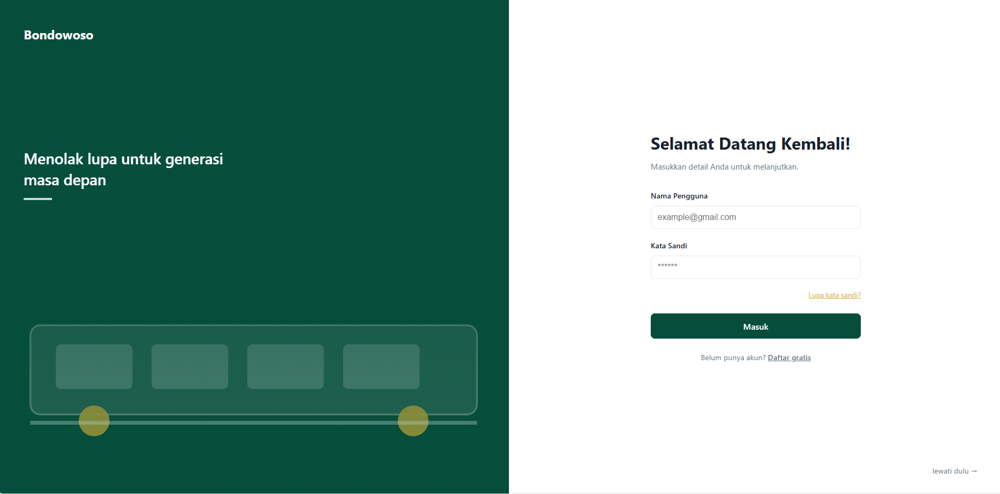 Bondowoso
Menolak lupa untuk generasi
masa depan
Selamat Datang Kembali!
Masukkan detail Anda untuk melanjutkan.
Nama Pengguna
example@gmail.com
Kata Sandi
******
Lupa kata sandi?
Masuk
Belum punya akun? Daftar gratis
lewati dulu →